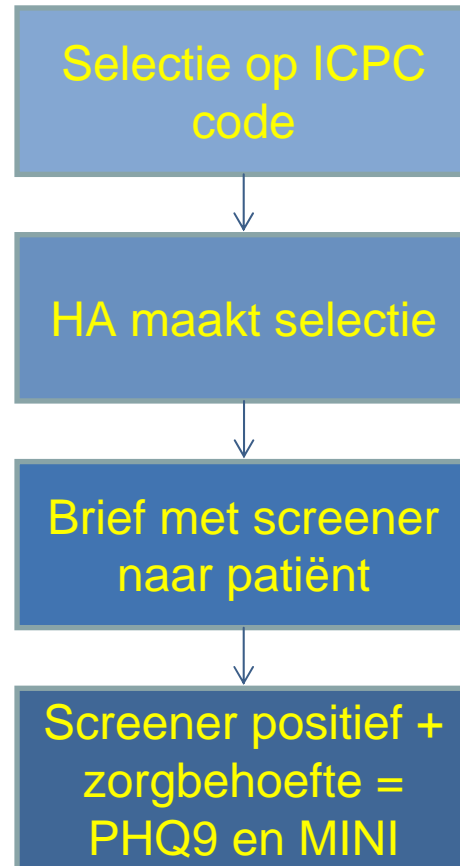 Selectie op ICPC
code
HA maakt selectie
Brief met screener
naar patiënt
Screener positief +
zorgbehoefte =
PHQ9 en MINI